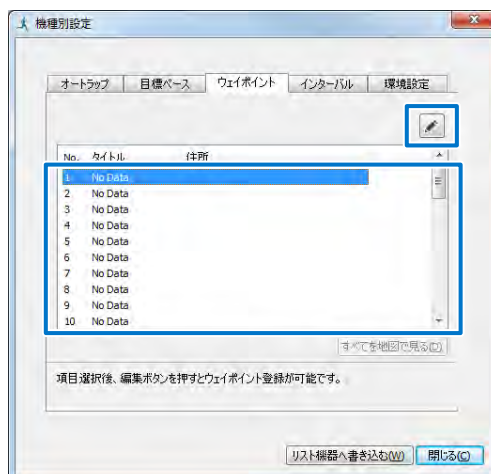 機種別設定
オートラップ 目標ペース ウェイポイント インターバル 環境設定
No. タイトル 住所
1 No Data
2 No Data
3 No Data
4 No Data
5 No Data
6 No Data
7 No Data
8 No Data
9 No Data
10 No Data
すべてを地図で見る(D)
項目選択後、編集ボタンを押すとウェイポイント登録が可能です。
リスト機器へ書き込む(W) 閉じる(C)